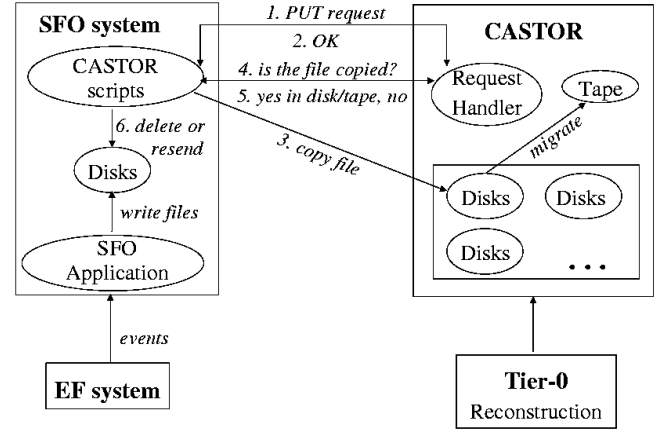 SFO system
CASTOR
scripts
6. delete or
resend
Disks
write files
SFO
Application
events
EF system
1. PUT request
2. OK
4. is the file copied?
5. yes in disk/tape, no
3. copy file
CASTOR
Request
Handler
Tape
migrate
Disks
Disks
Disks
...
Tier-0
Reconstruction